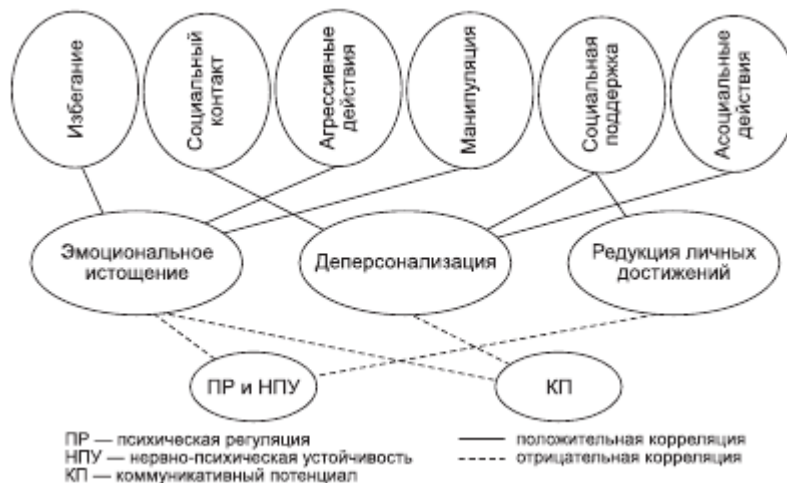 Избегание
Социальный
контакт
Агрессивные
действия
Манипуляция
Социальная
поддержка
Асоциальные
действия
Эмоциональное
истощение
Деперсонализация
Редукция личных
достижений
ПР и НПУ
КП
ПР — психическая регуляция
НПУ — нервно-психическая устойчивость
КП — коммуникативный потенциал
положительная корреляция
отрицательная корреляция